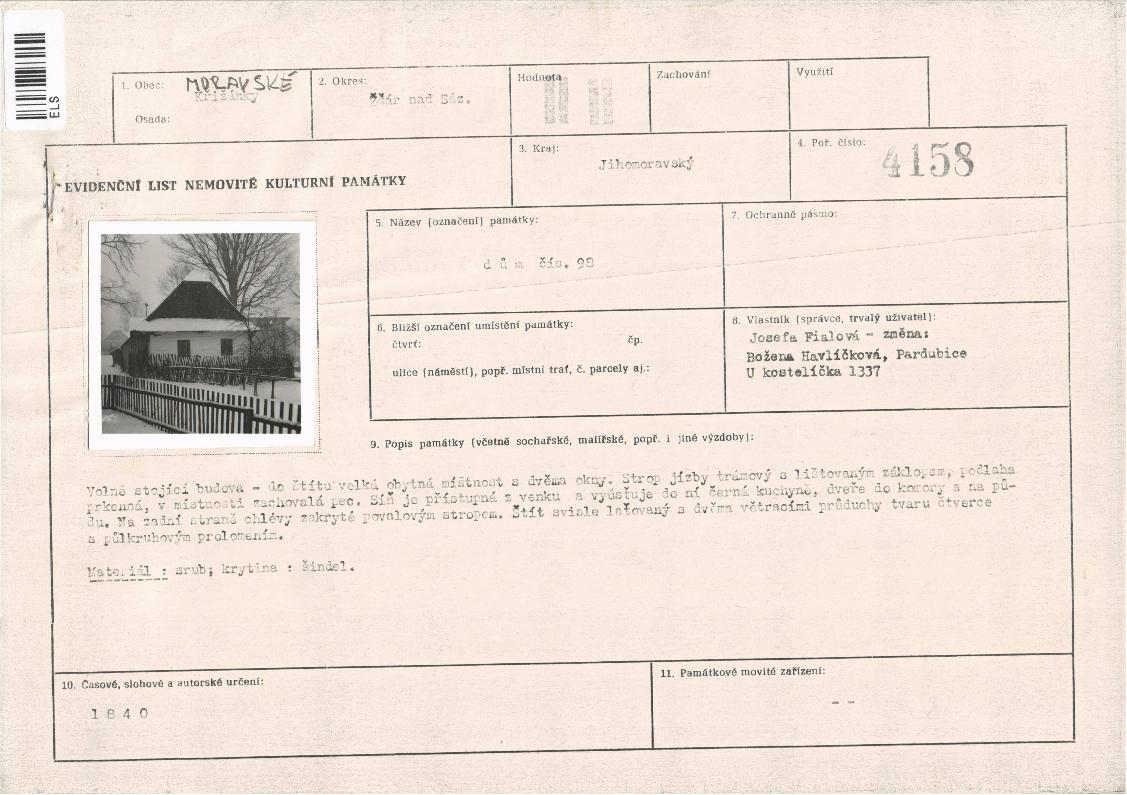 ELS
1. Obec: MORAVSKÉ
Křižánky
Osada:
2. Okres:
Žďár nad Sáz.
Hodnota
Zachování
Využití
3. Kraj:
Jihomoravský
4. Poř. číslo:
4158
EVIDENČNÍ LIST NEMOVITÉ KULTURNÍ PAMÁTKY
5. Název (označení) památky:
dům čís. 98
7. Ochranné pásmo:
6. Bližší označení umístění památky:
čtvrť: čp.
ulice (náměstí), popř. místní trať, č. parcely aj.:
8. Vlastník (správce, trvalý uživatel):
Josefa Fialová - změna:
Božena Havlíčková, Pardubice
U kostelíčka 1337
9. Popis památky (včetně sochařské, malířské, popř. i jiné výzdoby):
Volně stojící budova - do štítu velká obytná místnost s dvěma okny. Strop jizby trámový s lištovaným záklopem, podlaha
prkenná, v místnosti zachovalá pec. Síň je přístupná z venku a vyúsťuje do ní černá kuchyně, dveře do komory a na pů-
du. Na zadní straně chlévy zakryté povalovým stropem. Štít svisle laťovaný s dvěma větracími průduchy tvaru čtverce
s půlkruhovým prolomením.
Materiál : srub; krytina : šindel.
10. Časové, slohové a autorské určení:
1840
11. Památkové movité zařízení:
- -